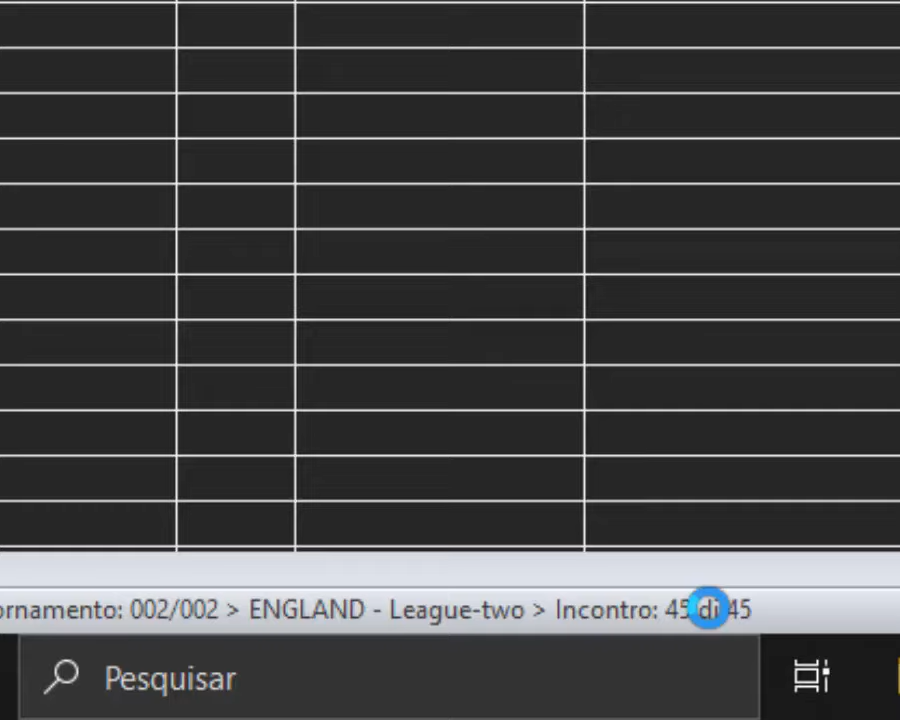 ornamento: 002/002 > ENGLAND - League-two > Incontro: 45 di 45
Pesquisar